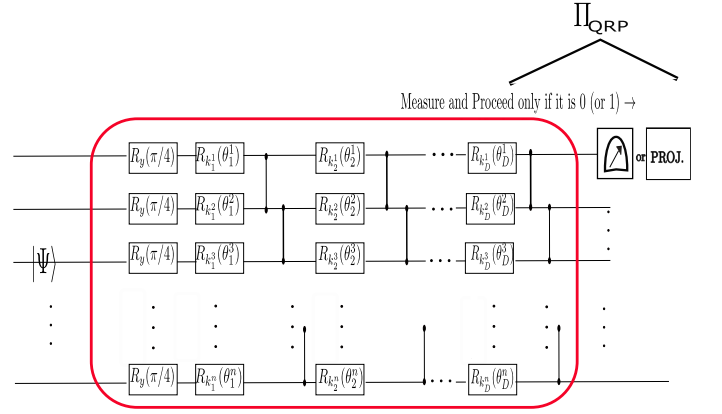 Π_QRP
Measure and Proceed only if it is 0 (or 1) →
R_y(π/4) R_{k_1^1}(θ_1^1) R_{k_2^1}(θ_2^1) ··· R_{k_D^1}(θ_D^1) or PROJ.
R_y(π/4) R_{k_1^2}(θ_1^2) R_{k_2^2}(θ_2^2) ··· R_{k_D^2}(θ_D^2)
|Ψ⟩ R_y(π/4) R_{k_1^3}(θ_1^3) R_{k_2^3}(θ_2^3) ··· R_{k_D^3}(θ_D^3)
R_y(π/4) R_{k_1^n}(θ_1^n) R_{k_2^n}(θ_2^n) ··· R_{k_D^n}(θ_D^n)